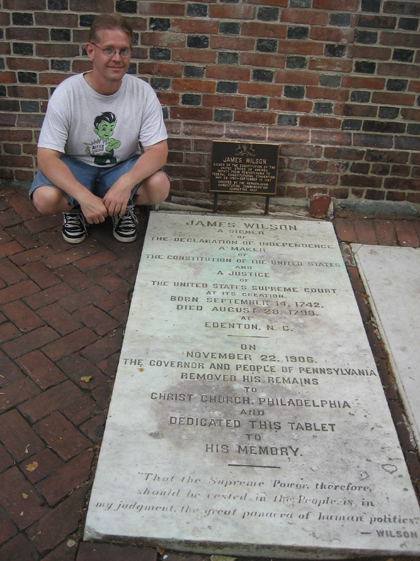 JAMES WILSON
JAMES WILSON
A SIGNER
OF
THE DECLARATION OF INDEPENDENCE
A MAKER
OF
THE CONSTITUTION OF THE UNITED STATES
AND
A JUSTICE
OF
THE UNITED STATES SUPREME COURT
AT ITS CREATION.
BORN SEPTEMBER 14, 1742.
DIED AUGUST 28, 1798.
AT
EDENTON, N.C.
ON
NOVEMBER 22, 1906,
THE GOVERNOR AND PEOPLE OF PENNSYLVANIA
REMOVED HIS REMAINS
TO
CHRIST CHURCH, PHILADELPHIA
AND
DEDICATED THIS TABLET
TO
HIS MEMORY.
"That the Supreme Power, therefore,
should be vested in the People, is in
my judgment, the great panacea of human politics."
— WILSON